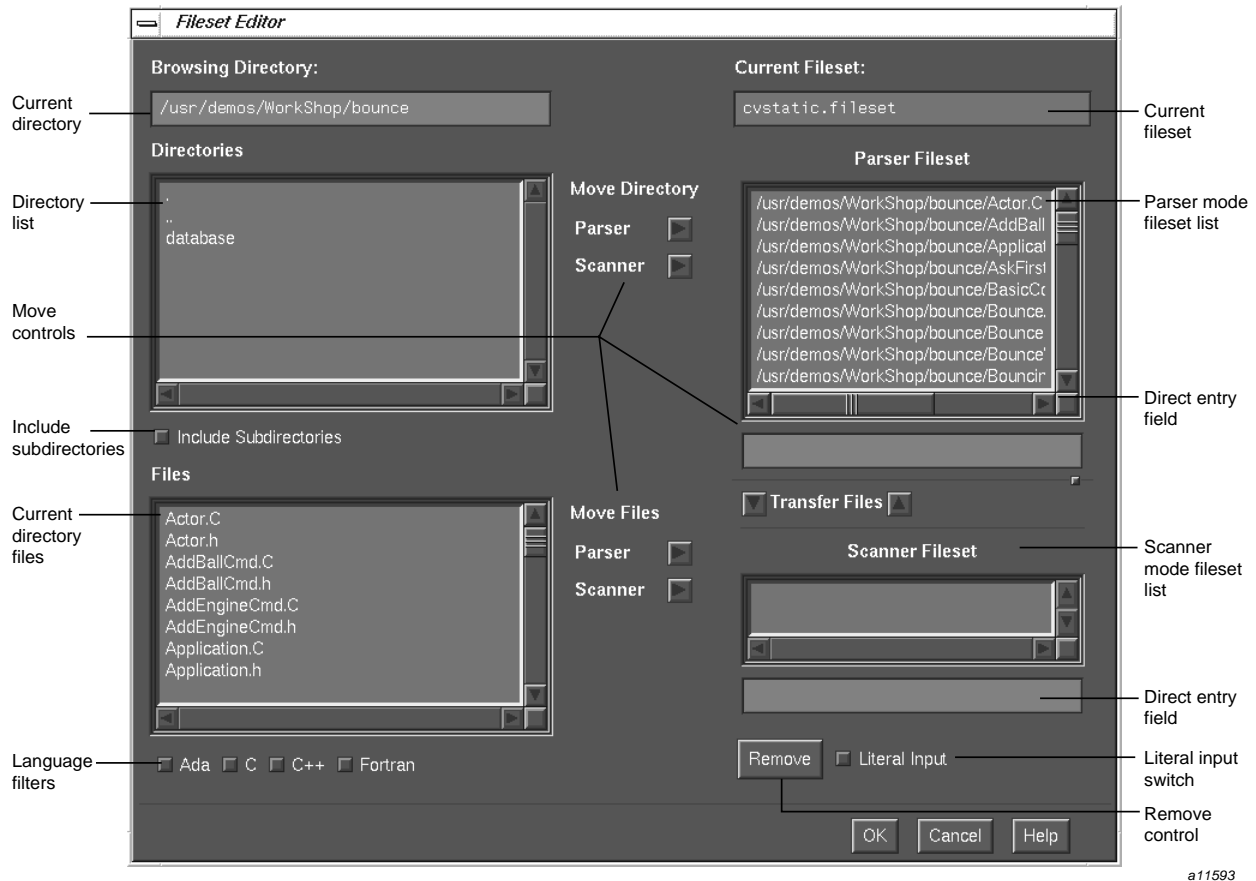 Fileset Editor
Browsing Directory:
Current Fileset:
/usr/demos/WorkShop/bounce
cvstatic.fileset
Current
directory
Current
fileset
Directories
Parser Fileset
.
..
database
Directory
list
Move Directory
Parser
Scanner
/usr/demos/WorkShop/bounce/Actor.C
/usr/demos/WorkShop/bounce/AddBall
/usr/demos/WorkShop/bounce/Applicat
/usr/demos/WorkShop/bounce/AskFirst
/usr/demos/WorkShop/bounce/BasicCo
/usr/demos/WorkShop/bounce/Bounce.
/usr/demos/WorkShop/bounce/Bounce
/usr/demos/WorkShop/bounce/Bounce
/usr/demos/WorkShop/bounce/Bouncin
Parser mode
fileset list
Move
controls
Direct entry
field
Include
subdirectories
Include Subdirectories
Files
Transfer Files
Current
directory
files
Actor.C
Actor.h
AddBallCmd.C
AddBallCmd.h
AddEngineCmd.C
AddEngineCmd.h
Application.C
Application.h
Move Files
Parser
Scanner
Scanner Fileset
Scanner
mode fileset
list
Direct entry
field
Language
filters
Ada C C++ Fortran
Remove
Literal Input
Literal input
switch
Remove
control
OK Cancel Help
a11593